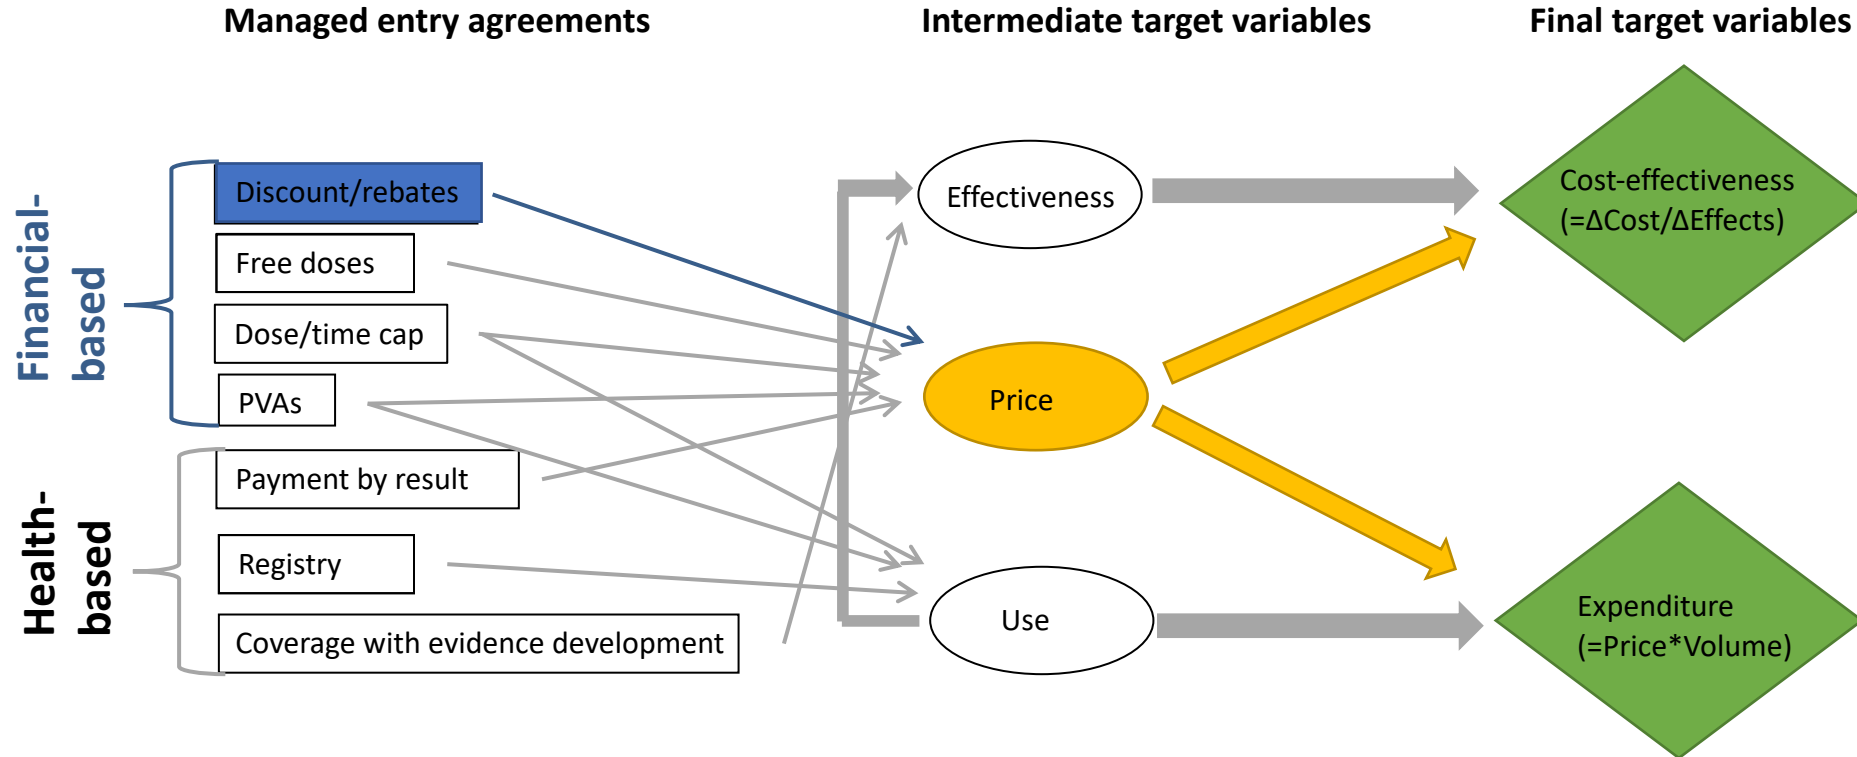 Managed entry agreements
Intermediate target variables
Final target variables
Financial-
based
Discount/rebates
Free doses
Dose/time cap
PVAs
Health-
based
Payment by result
Registry
Coverage with evidence development
Effectiveness
Price
Use
Cost-effectiveness
(=ΔCost/ΔEffects)
Expenditure
(=Price*Volume)